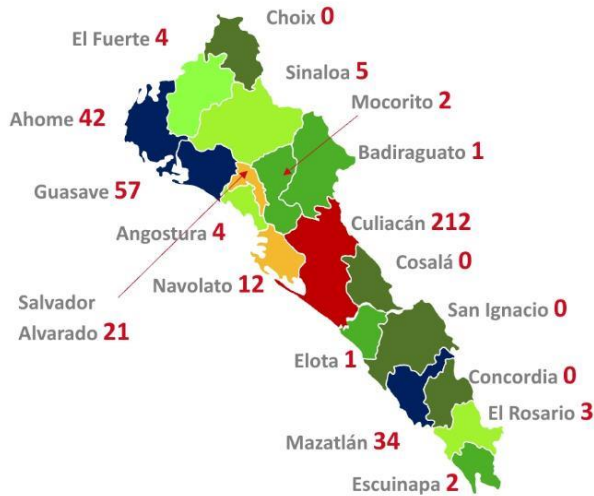 Choix 0
El Fuerte 4
Sinaloa 5
Mocorito 2
Ahome 42
Badiraguato 1
Guasave 57
Culiacán 212
Angostura 4
Cosalá 0
Navolato 12
Salvador
Alvarado 21
San Ignacio 0
Elota 1
Concordia 0
El Rosario 3
Mazatlán 34
Escuinapa 2